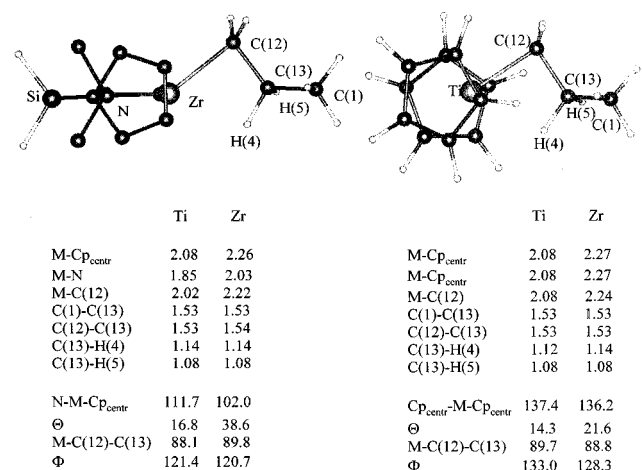 C(12)
Si
N
Zr
C(13)
C(1)
H(5)
H(4)
C(12)
Ti
C(13)
H(5)
C(1)
H(4)
Ti Zr
M-Cp_centr 2.08 2.26
M-N 1.85 2.03
M-C(12) 2.02 2.22
C(1)-C(13) 1.53 1.53
C(12)-C(13) 1.53 1.54
C(13)-H(4) 1.14 1.14
C(13)-H(5) 1.08 1.08
N-M-Cp_centr 111.7 102.0
Θ 16.8 38.6
M-C(12)-C(13) 88.1 89.8
Φ 121.4 120.7
Ti Zr
M-Cp_centr 2.08 2.27
M-Cp_centr 2.08 2.27
M-C(12) 2.08 2.24
C(1)-C(13) 1.53 1.53
C(12)-C(13) 1.53 1.53
C(13)-H(4) 1.12 1.14
C(13)-H(5) 1.08 1.08
Cp_centr-M-Cp_centr 137.4 136.2
Θ 14.3 21.6
M-C(12)-C(13) 89.7 88.8
Φ 133.0 128.3